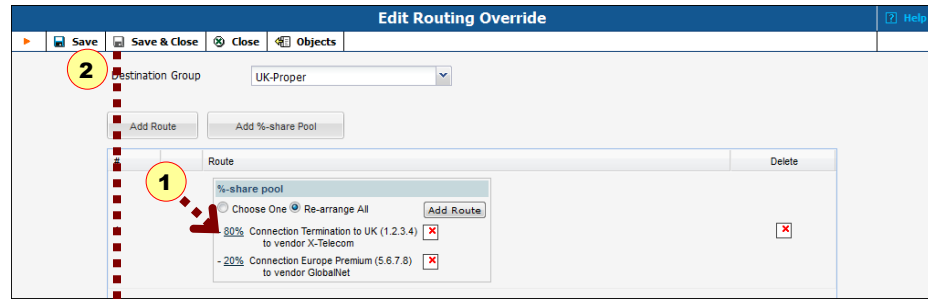 Edit Routing Override
? Help
Save Save & Close Close Objects
2
Destination Group UK-Proper
Add Route Add %-share Pool
# Route Delete
1
%-share pool
Choose One Re-arrange All Add Route
- 80% Connection Termination to UK (1.2.3.4)
to vendor X-Telecom
- 20% Connection Europe Premium (5.6.7.8)
to vendor GlobalNet